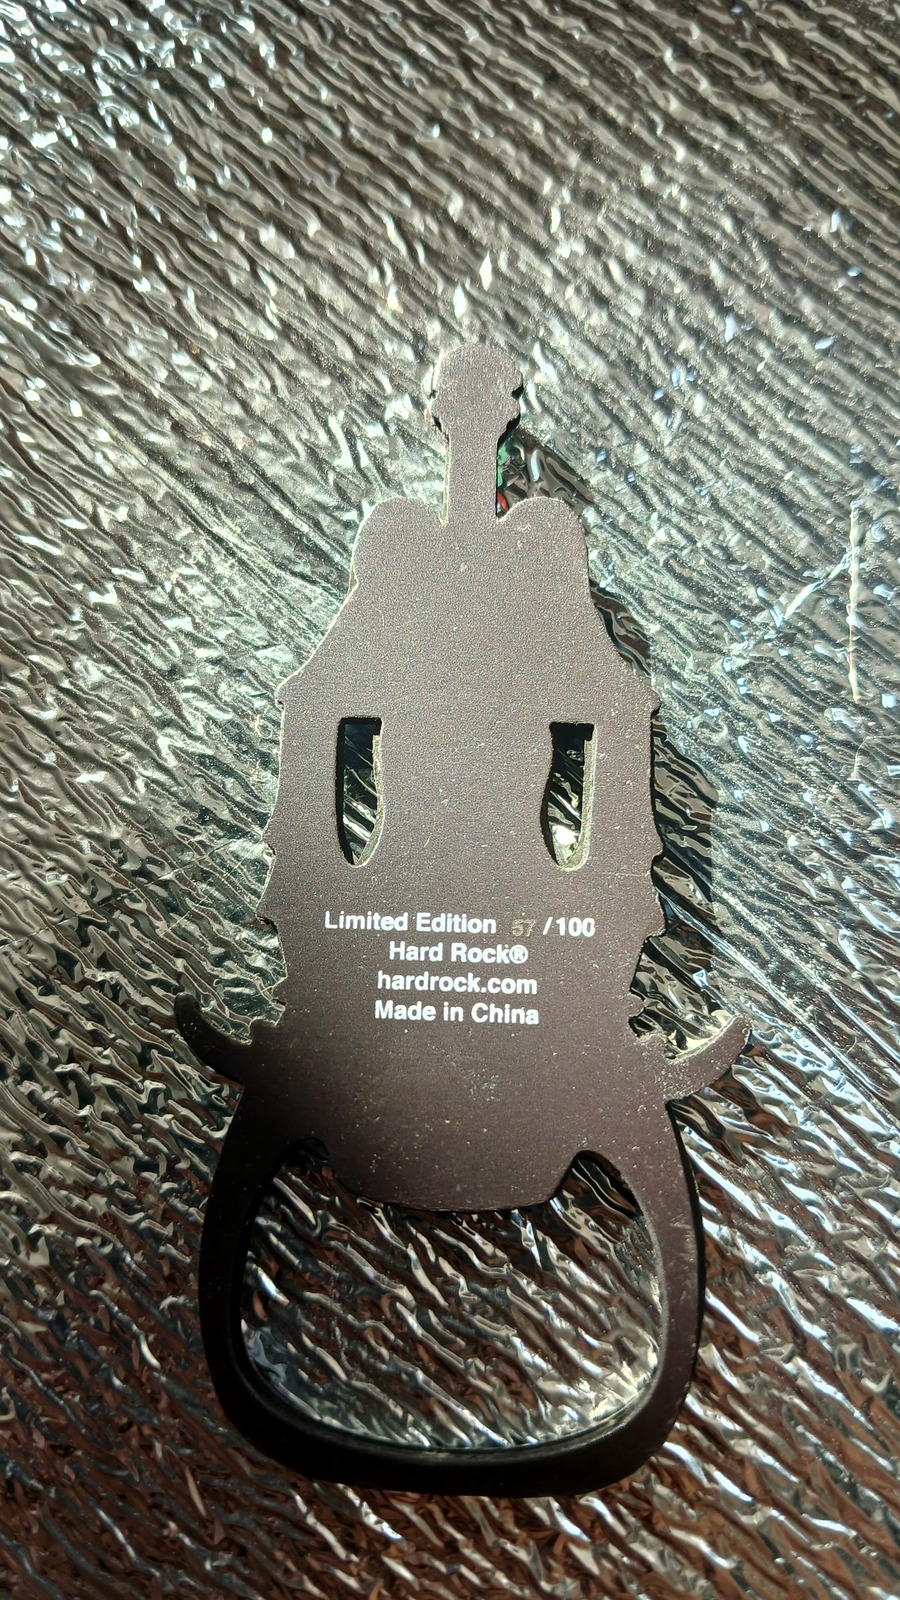 Limited Edition 57 /100
Hard Rock®
hardrock.com
Made in China